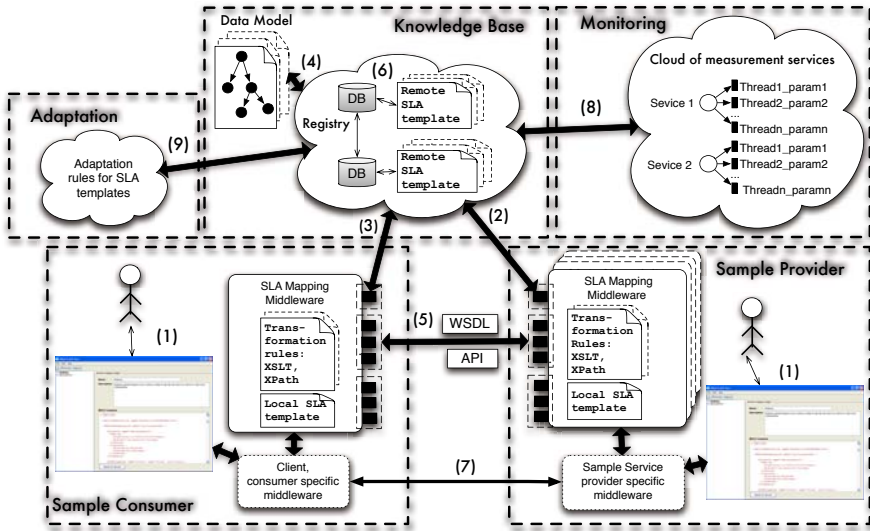 Data Model
Knowledge Base
Monitoring
(4)
(6)
DB
Registry
DB
Remote
SLA
template
Remote
SLA
template
Cloud of measurement services
Sevice 1
Thread1_param1
Thread2_param2
...
Threadn_paramn
Sevice 2
Thread1_param1
Thread2_param2
...
Threadn_paramn
(8)
Adaptation
(9)
Adaptation
rules for SLA
templates
(3)
(2)
(1)
SLA Mapping
Middleware
Trans-
formation
rules:
XSLT,
XPath
Local SLA
template
(5)
WSDL
API
SLA Mapping
Middleware
Trans-
formation
Rules:
XSLT,
XPath
Local SLA
template
Sample Provider
(1)
Client,
consumer specific
middleware
(7)
Sample Service
provider specific
middleware
Sample Consumer